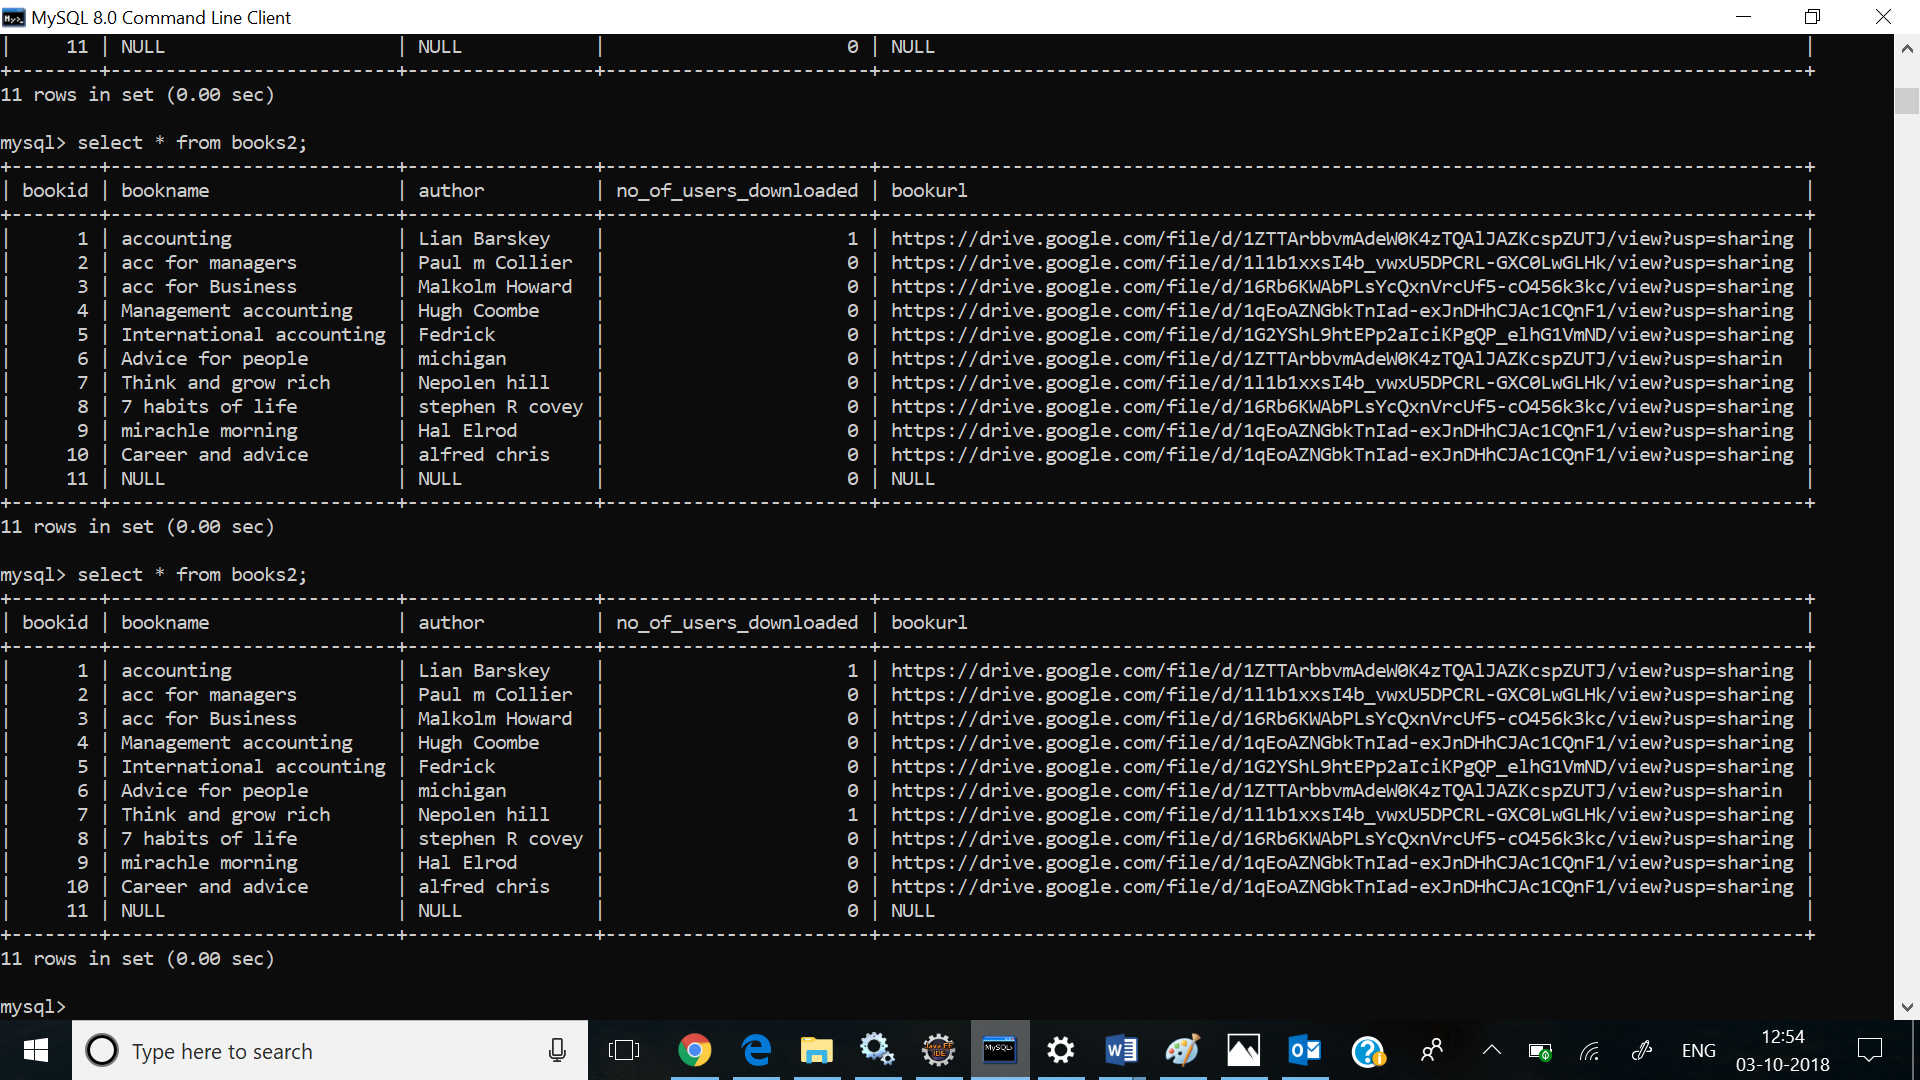 MySQL 8.0 Command Line Client
| 11 | NULL | NULL | 0 | NULL |
11 rows in set (0.00 sec)
mysql> select * from books2;
| bookid | bookname | author | no_of_users_downloaded | bookurl |
| 1 | accounting | Lian Barskey | 1 | https://drive.google.com/file/d/1ZTTArbbvmAdeW0K4zTQAlJAZKcspZUTJ/view?usp=sharing |
| 2 | acc for managers | Paul m Collier | 0 | https://drive.google.com/file/d/1l1b1xxsI4b_vwxU5DPCRL-GXC0LwGLHk/view?usp=sharing |
| 3 | acc for Business | Malkolm Howard | 0 | https://drive.google.com/file/d/16Rb6KWAbPLsYcQxnVrcUf5-cO456k3kc/view?usp=sharing |
| 4 | Management accounting | Hugh Coombe | 0 | https://drive.google.com/file/d/1qEoAZNGbkTnIad-exJnDHhCJAc1CQnF1/view?usp=sharing |
| 5 | International accounting | Fedrick | 0 | https://drive.google.com/file/d/1G2YShL9htEPp2aIciKPgQP_elhG1VmND/view?usp=sharing |
| 6 | Advice for people | michigan | 0 | https://drive.google.com/file/d/1ZTTArbbvmAdeW0K4zTQAlJAZKcspZUTJ/view?usp=sharin |
| 7 | Think and grow rich | Nepolen hill | 0 | https://drive.google.com/file/d/1l1b1xxsI4b_vwxU5DPCRL-GXC0LwGLHk/view?usp=sharing |
| 8 | 7 habits of life | stephen R covey | 0 | https://drive.google.com/file/d/16Rb6KWAbPLsYcQxnVrcUf5-cO456k3kc/view?usp=sharing |
| 9 | mirachle morning | Hal Elrod | 0 | https://drive.google.com/file/d/1qEoAZNGbkTnIad-exJnDHhCJAc1CQnF1/view?usp=sharing |
| 10 | Career and advice | alfred chris | 0 | https://drive.google.com/file/d/1qEoAZNGbkTnIad-exJnDHhCJAc1CQnF1/view?usp=sharing |
| 11 | NULL | NULL | 0 | NULL |
11 rows in set (0.00 sec)
mysql> select * from books2;
| bookid | bookname | author | no_of_users_downloaded | bookurl |
| 1 | accounting | Lian Barskey | 1 | https://drive.google.com/file/d/1ZTTArbbvmAdeW0K4zTQAlJAZKcspZUTJ/view?usp=sharing |
| 2 | acc for managers | Paul m Collier | 0 | https://drive.google.com/file/d/1l1b1xxsI4b_vwxU5DPCRL-GXC0LwGLHk/view?usp=sharing |
| 3 | acc for Business | Malkolm Howard | 0 | https://drive.google.com/file/d/16Rb6KWAbPLsYcQxnVrcUf5-cO456k3kc/view?usp=sharing |
| 4 | Management accounting | Hugh Coombe | 0 | https://drive.google.com/file/d/1qEoAZNGbkTnIad-exJnDHhCJAc1CQnF1/view?usp=sharing |
| 5 | International accounting | Fedrick | 0 | https://drive.google.com/file/d/1G2YShL9htEPp2aIciKPgQP_elhG1VmND/view?usp=sharing |
| 6 | Advice for people | michigan | 0 | https://drive.google.com/file/d/1ZTTArbbvmAdeW0K4zTQAlJAZKcspZUTJ/view?usp=sharin |
| 7 | Think and grow rich | Nepolen hill | 1 | https://drive.google.com/file/d/1l1b1xxsI4b_vwxU5DPCRL-GXC0LwGLHk/view?usp=sharing |
| 8 | 7 habits of life | stephen R covey | 0 | https://drive.google.com/file/d/16Rb6KWAbPLsYcQxnVrcUf5-cO456k3kc/view?usp=sharing |
| 9 | mirachle morning | Hal Elrod | 0 | https://drive.google.com/file/d/1qEoAZNGbkTnIad-exJnDHhCJAc1CQnF1/view?usp=sharing |
| 10 | Career and advice | alfred chris | 0 | https://drive.google.com/file/d/1qEoAZNGbkTnIad-exJnDHhCJAc1CQnF1/view?usp=sharing |
| 11 | NULL | NULL | 0 | NULL |
11 rows in set (0.00 sec)
mysql>
Type here to search
ENG
12:54
03-10-2018